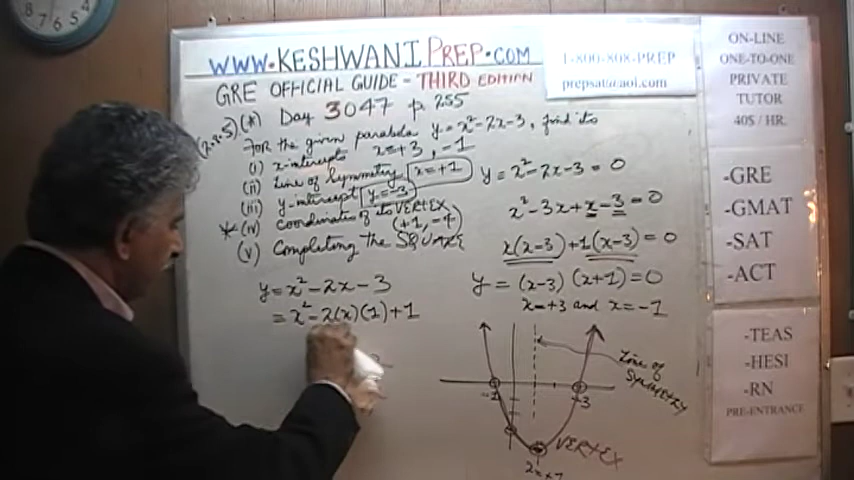 WWW.KESHWANIPREP.COM
GRE OFFICIAL GUIDE - THIRD EDITION
Day 3047 p. 255
For the given parabola y = x² - 2x - 3, find its
(i) x-intercepts x = +3, -1
(ii) Line of Symmetry x = +1
(iii) y-intercept y = -3
(iv) coordinates of its VERTEX (+1, -4)
(v) Completing the SQUARE
y = x² - 2x - 3
= x² - 2(x)(1) + 1
y = x² - 2x - 3 = 0
x² - 3x + x - 3 = 0
x(x-3) + 1(x-3) = 0
y = (x-3)(x+1) = 0
x = +3 and x = -1
Line of
SYMMETRY
VERTEX
1-800-808-PREP
prepsat@aol.com
ON-LINE
ONE-TO-ONE
PRIVATE
TUTOR
40$ / HR.
-GRE
-GMAT
-SAT
-ACT
-TEAS
-HESI
-RN
PRE-ENTRANCE
8 7 6 5 4